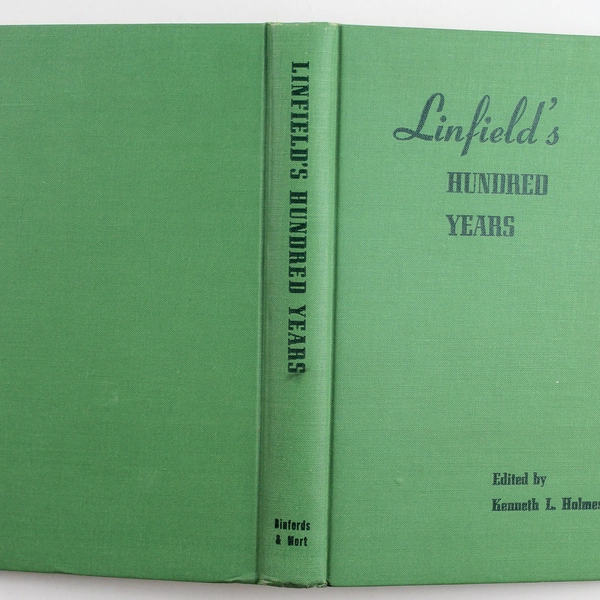 LINFIELD'S HUNDRED YEARS
Binfords
& Mort
Linfield's
HUNDRED
YEARS
Edited by
Kenneth L. Holmes